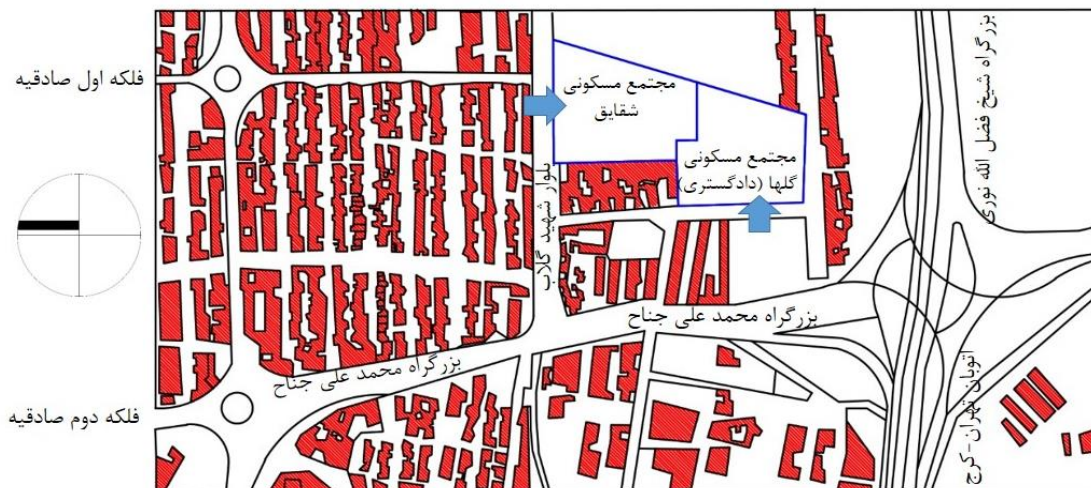 فلکه اول صادقیه
مجتمع مسکونی
شقایق
بزرگراه شیخ فضل الله نوری
مجتمع مسکونی
گلها (دادگستری)
بلوار شهید گلاب
بزرگراه محمد علی جناح
بزرگراه محمد علی جناح
فلکه دوم صادقیه
اتوبان تهران-کرج